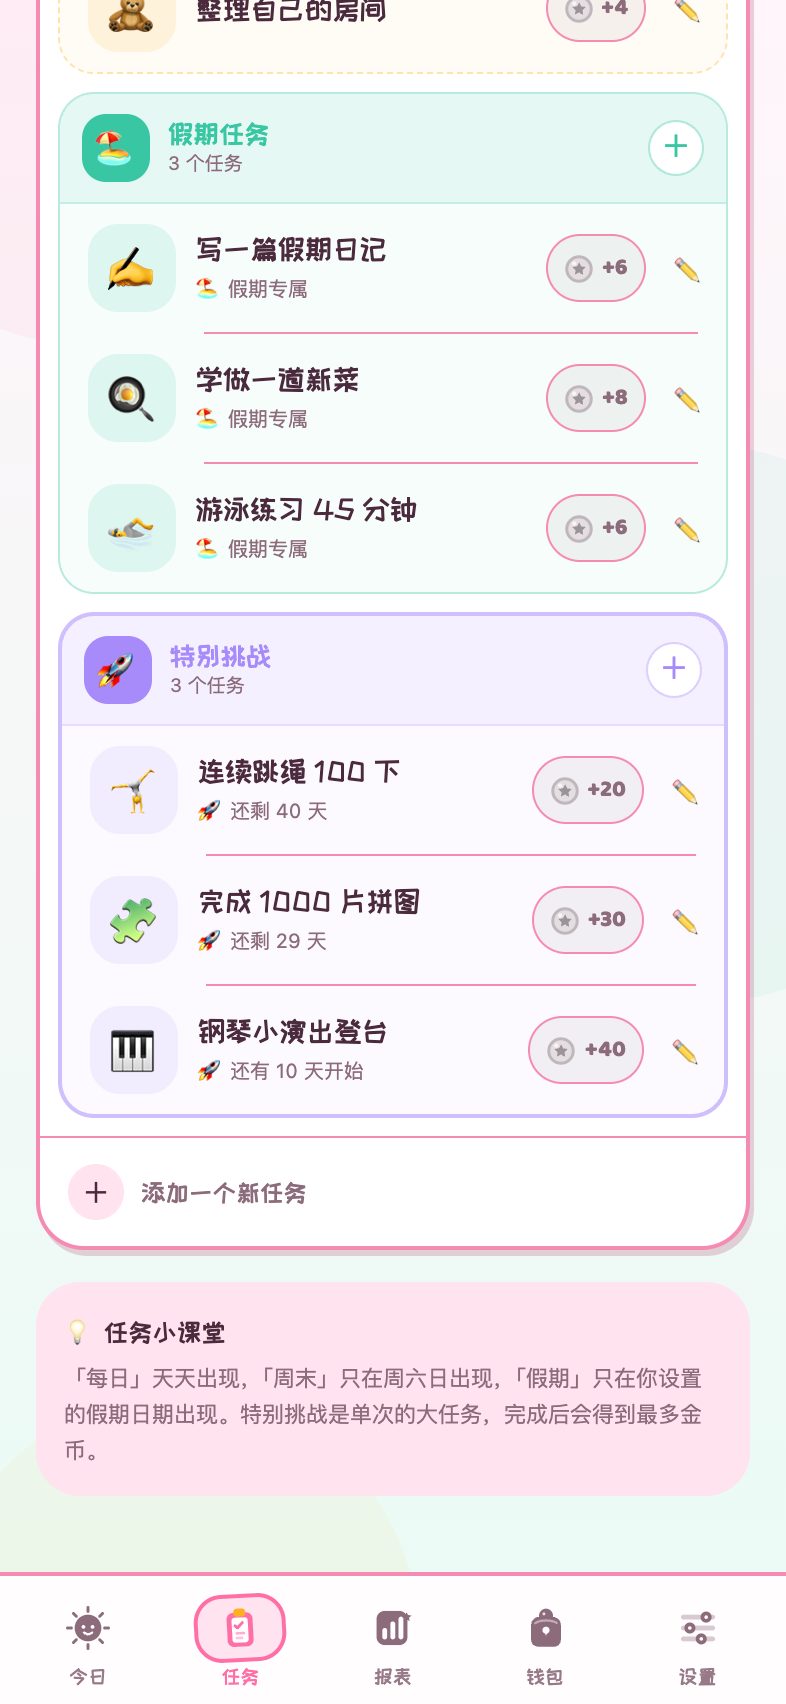 整理自己的房间
+4
假期任务
3 个任务
写一篇假期日记
假期专属
+6
学做一道新菜
假期专属
+8
游泳练习 45 分钟
假期专属
+6
特别挑战
3 个任务
连续跳绳 100 下
还剩 40 天
+20
完成 1000 片拼图
还剩 29 天
+30
钢琴小演出登台
还有 10 天开始
+40
添加一个新任务
任务小课堂
「每日」天天出现，「周末」只在周六日出现，「假期」只在你设置
的假期日期出现。特别挑战是单次的大任务，完成后会得到最多金
币。
今日
任务
报表
钱包
设置